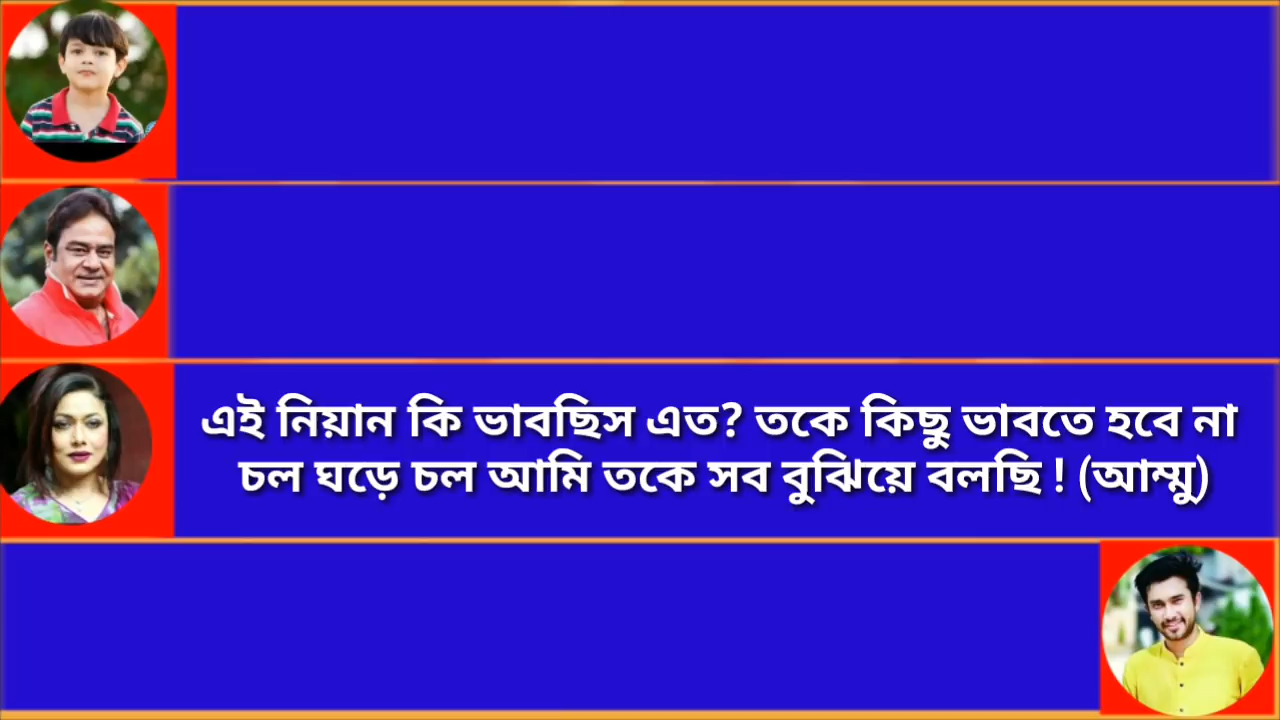 এই নিয়ান কি ভাবছিস এত? তকে কিছু ভাবতে হবে না
চল ঘড়ে চল আমি তকে সব বুঝিয়ে বলছি ! (আম্মু)